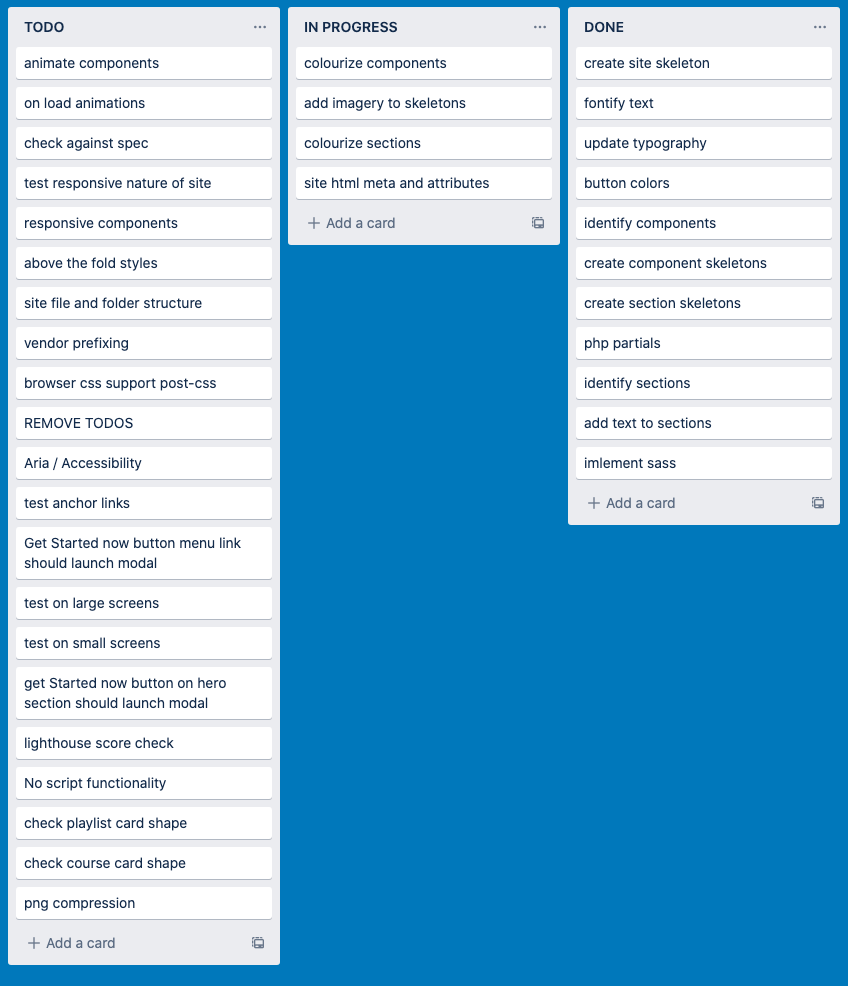 TODO
animate components
on load animations
check against spec
test responsive nature of site
responsive components
above the fold styles
site file and folder structure
vendor prefixing
browser css support post-css
REMOVE TODOS
Aria / Accessibility
test anchor links
Get Started now button menu link
should launch modal
test on large screens
test on small screens
get Started now button on hero
section should launch modal
lighthouse score check
No script functionality
check playlist card shape
check course card shape
png compression
Add a card
IN PROGRESS
colourize components
add imagery to skeletons
colourize sections
site html meta and attributes
Add a card
DONE
create site skeleton
fontify text
update typography
button colors
identify components
create component skeletons
create section skeletons
php partials
identify sections
add text to sections
imlement sass
Add a card